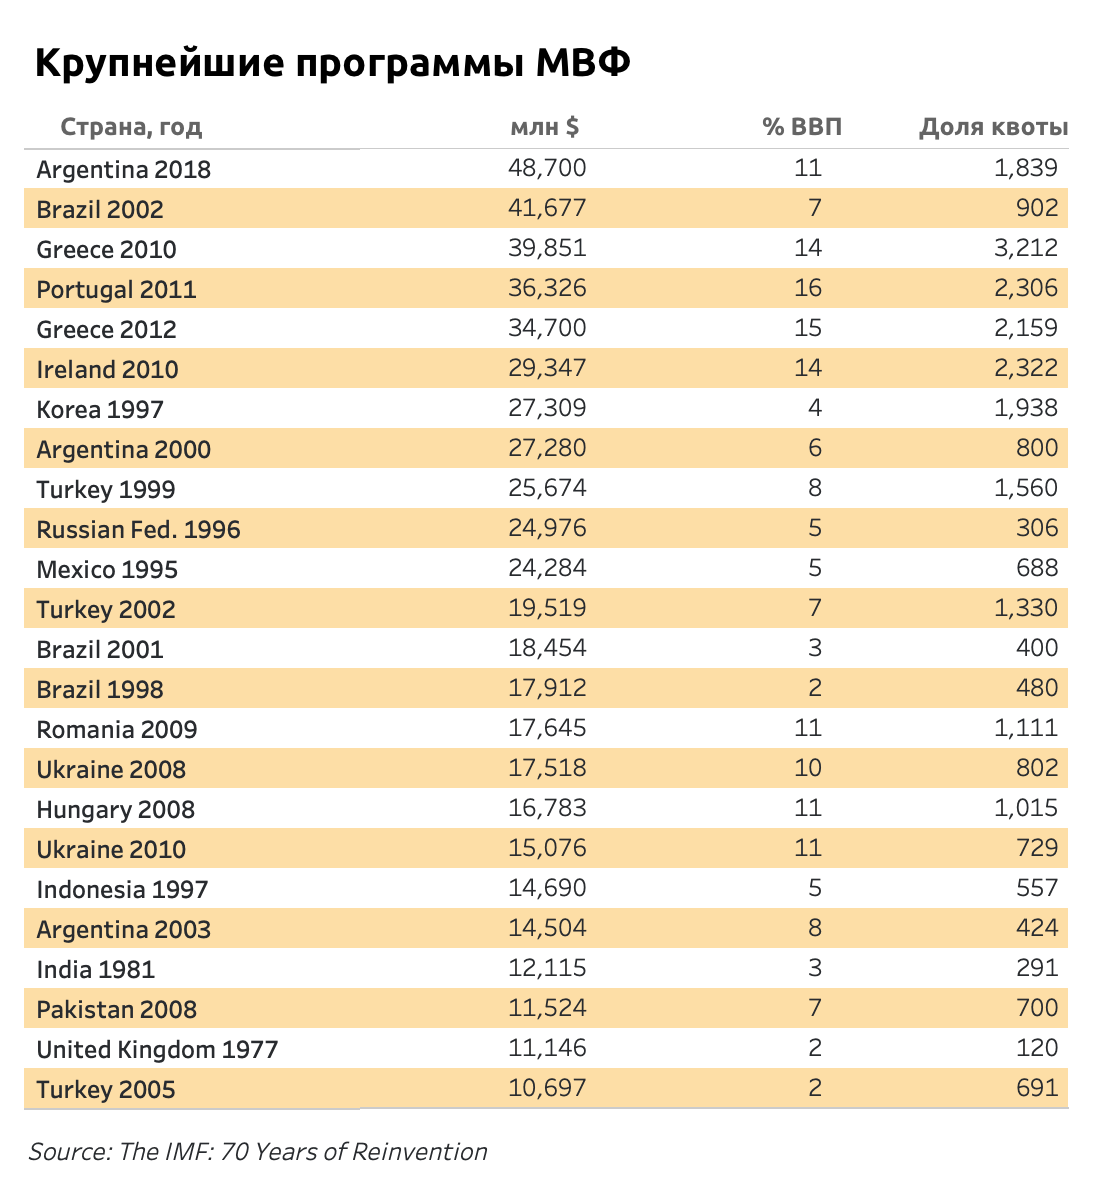 Крупнейшие программы МВФ
Страна, год млн $ % ВВП Доля квоты
Argentina 2018 48,700 11 1,839
Brazil 2002 41,677 7 902
Greece 2010 39,851 14 3,212
Portugal 2011 36,326 16 2,306
Greece 2012 34,700 15 2,159
Ireland 2010 29,347 14 2,322
Korea 1997 27,309 4 1,938
Argentina 2000 27,280 6 800
Turkey 1999 25,674 8 1,560
Russian Fed. 1996 24,976 5 306
Mexico 1995 24,284 5 688
Turkey 2002 19,519 7 1,330
Brazil 2001 18,454 3 400
Brazil 1998 17,912 2 480
Romania 2009 17,645 11 1,111
Ukraine 2008 17,518 10 802
Hungary 2008 16,783 11 1,015
Ukraine 2010 15,076 11 729
Indonesia 1997 14,690 5 557
Argentina 2003 14,504 8 424
India 1981 12,115 3 291
Pakistan 2008 11,524 7 700
United Kingdom 1977 11,146 2 120
Turkey 2005 10,697 2 691
Source: The IMF: 70 Years of Reinvention